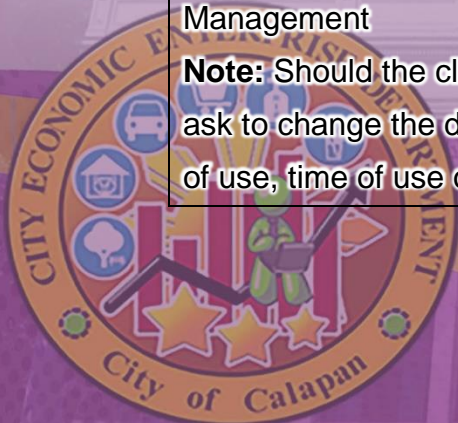 Management
Note: Should the cl
ask to change the d
of use, time of use
CITY ECONOMIC ENTERPRISE DEPARTMENT
City of Calapan